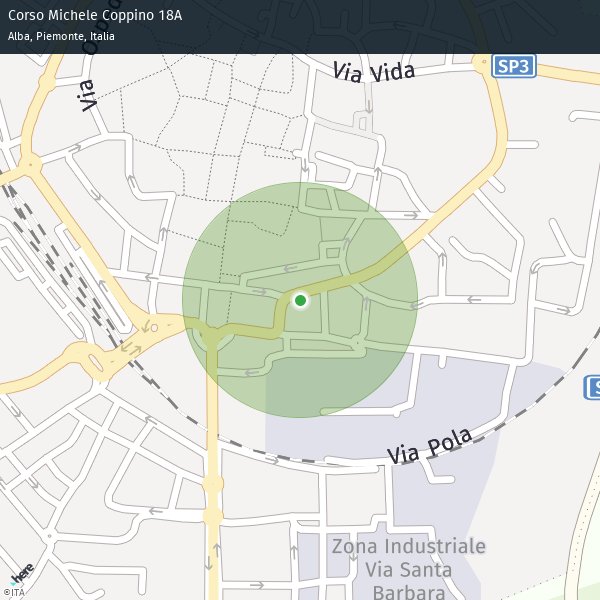 Corso Michele Coppino 18A
Alba, Piemonte, Italia
Via Vida
SP3
Via
Via Pola
Zona Industriale
Via Santa
Barbara
here
©ITA